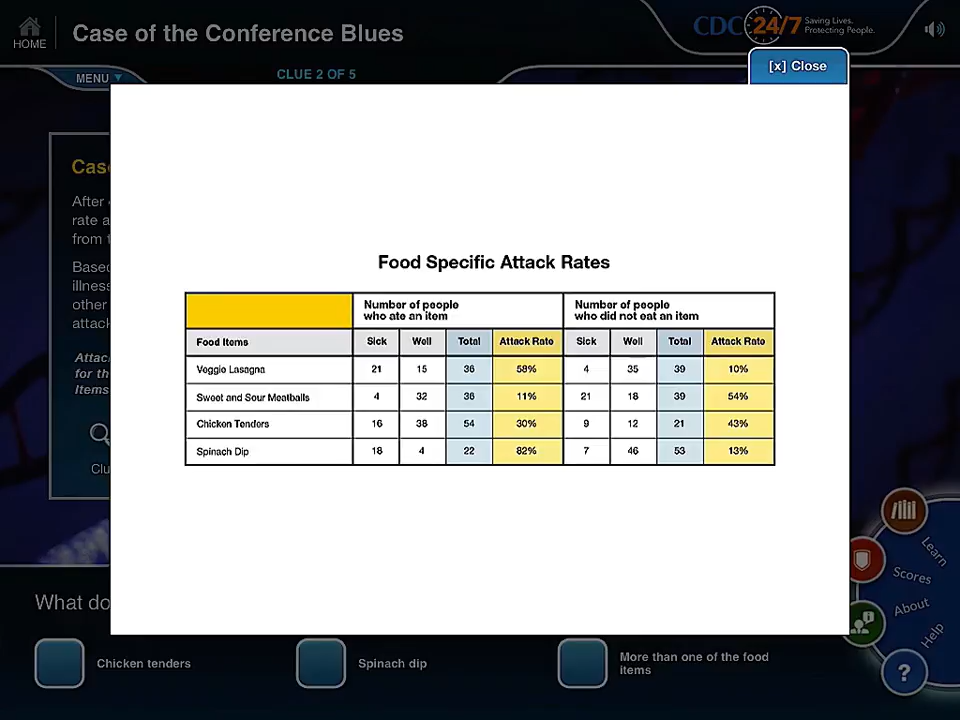 HOME
Case of the Conference Blues
CDC 24/7 Saving Lives. Protecting People.
MENU
CLUE 2 OF 5
[x] Close
Case
After
rate a
from t
Based
illness
other
attack
Attac
for th
Items
Clu
Food Specific Attack Rates
Number of people who ate an item Number of people who did not eat an item
Food Items Sick Well Total Attack Rate Sick Well Total Attack Rate
Veggie Lasagna 21 15 36 58% 4 35 39 10%
Sweet and Sour Meatballs 4 32 36 11% 21 18 39 54%
Chicken Tenders 16 38 54 30% 9 12 21 43%
Spinach Dip 18 4 22 82% 7 46 53 13%
Learn
Scores
About
Help
?
What do
Chicken tenders
Spinach dip
More than one of the food
items